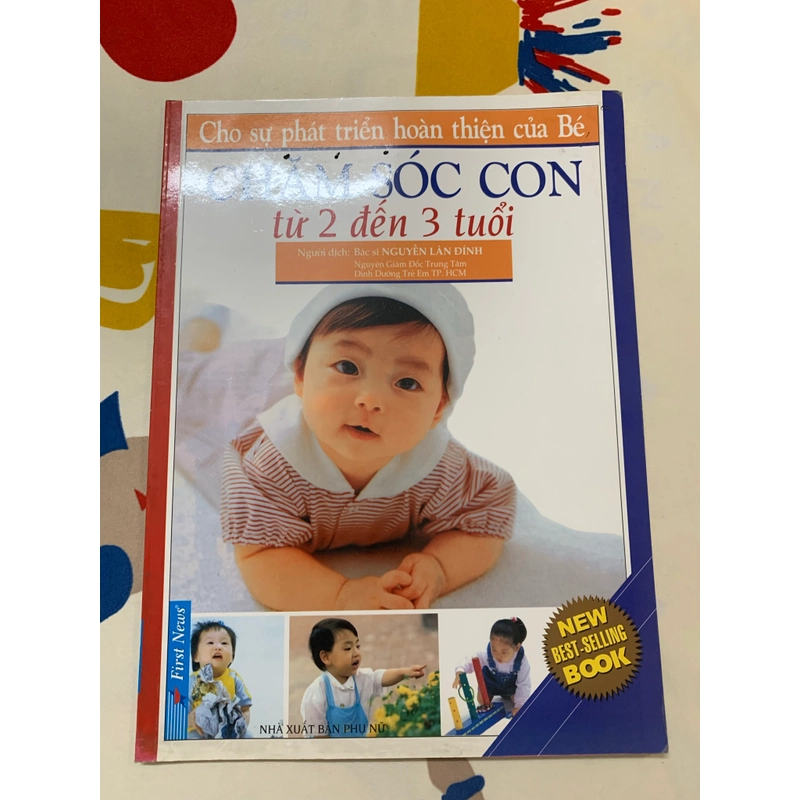 Cho sự phát triển hoàn thiện của Bé
CHĂM SÓC CON
từ 2 đến 3 tuổi
Người dịch: Bác sĩ NGUYỄN LÂN ĐÍNH
Nguyên Giám Đốc Trung Tâm
Dinh Dưỡng Trẻ Em TP. HCM
NEW
BEST-SELLING
BOOK
First News
NHÀ XUẤT BẢN PHỤ NỮ